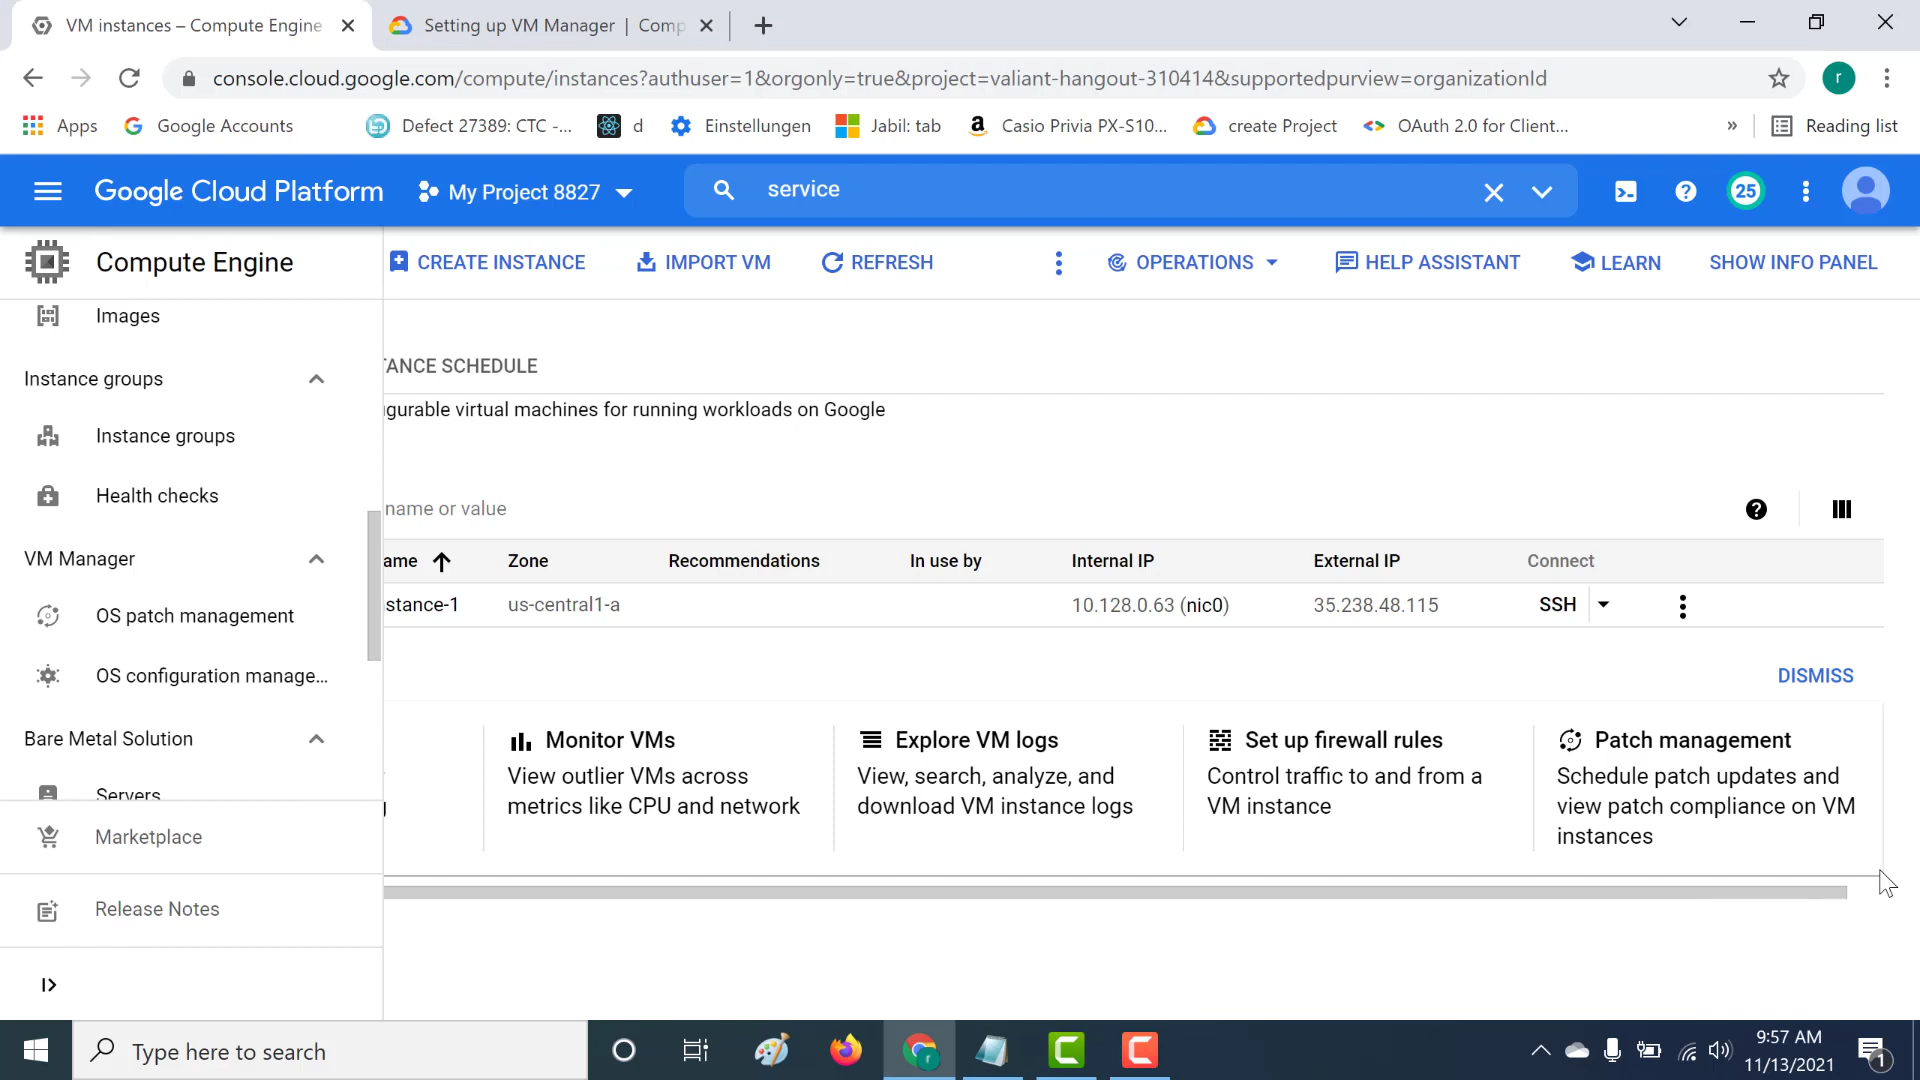 VM instances – Compute Engine
Setting up VM Manager | Comp
console.cloud.google.com/compute/instances?authuser=1&orgonly=true&project=valiant-hangout-310414&supportedpurview=organizationId
r
Apps
Google Accounts
Defect 27389: CTC -...
d
Einstellungen
Jabil: tab
Casio Privia PX-S10...
create Project
OAuth 2.0 for Client...
»
Reading list
Google Cloud Platform
My Project 8827
service
25
Compute Engine
CREATE INSTANCE
IMPORT VM
REFRESH
OPERATIONS
HELP ASSISTANT
LEARN
SHOW INFO PANEL
Images
Instance groups
Instance groups
Health checks
VM Manager
OS patch management
OS configuration manage...
Bare Metal Solution
Servers
Marketplace
Release Notes
TANCE SCHEDULE
gurable virtual machines for running workloads on Google
name or value
ame
Zone
Recommendations
In use by
Internal IP
External IP
Connect
stance-1
us-central1-a
10.128.0.63 (nic0)
35.238.48.115
SSH
DISMISS
g
Monitor VMs
View outlier VMs across
metrics like CPU and network
Explore VM logs
View, search, analyze, and
download VM instance logs
Set up firewall rules
Control traffic to and from a
VM instance
Patch management
Schedule patch updates and
view patch compliance on VM
instances
Type here to search
9:57 AM
11/13/2021
1